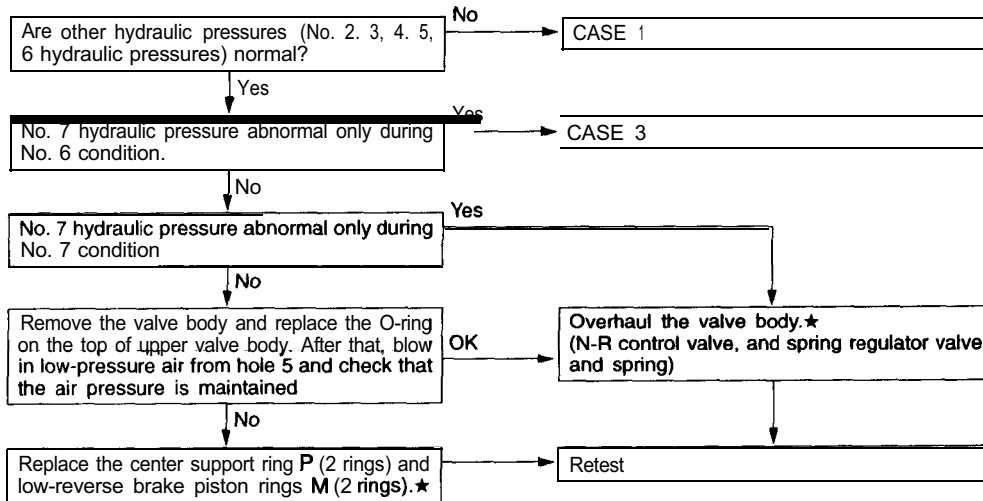 Are other hydraulic pressures (No. 2. 3, 4. 5,
6 hydraulic pressures) normal?
No
CASE 1
Yes
No. 7 hydraulic pressure abnormal only during
No. 6 condition.
Yes
CASE 3
No
No. 7 hydraulic pressure abnormal only during
No. 7 condition
Yes
No
Remove the valve body and replace the O-ring
on the top of upper valve body. After that, blow
in low-pressure air from hole 5 and check that
the air pressure is maintained
OK
Overhaul the valve body.★
(N-R control valve, and spring regulator valve
and spring)
No
Replace the center support ring P (2 rings) and
low-reverse brake piston rings M (2 rings).★
Retest